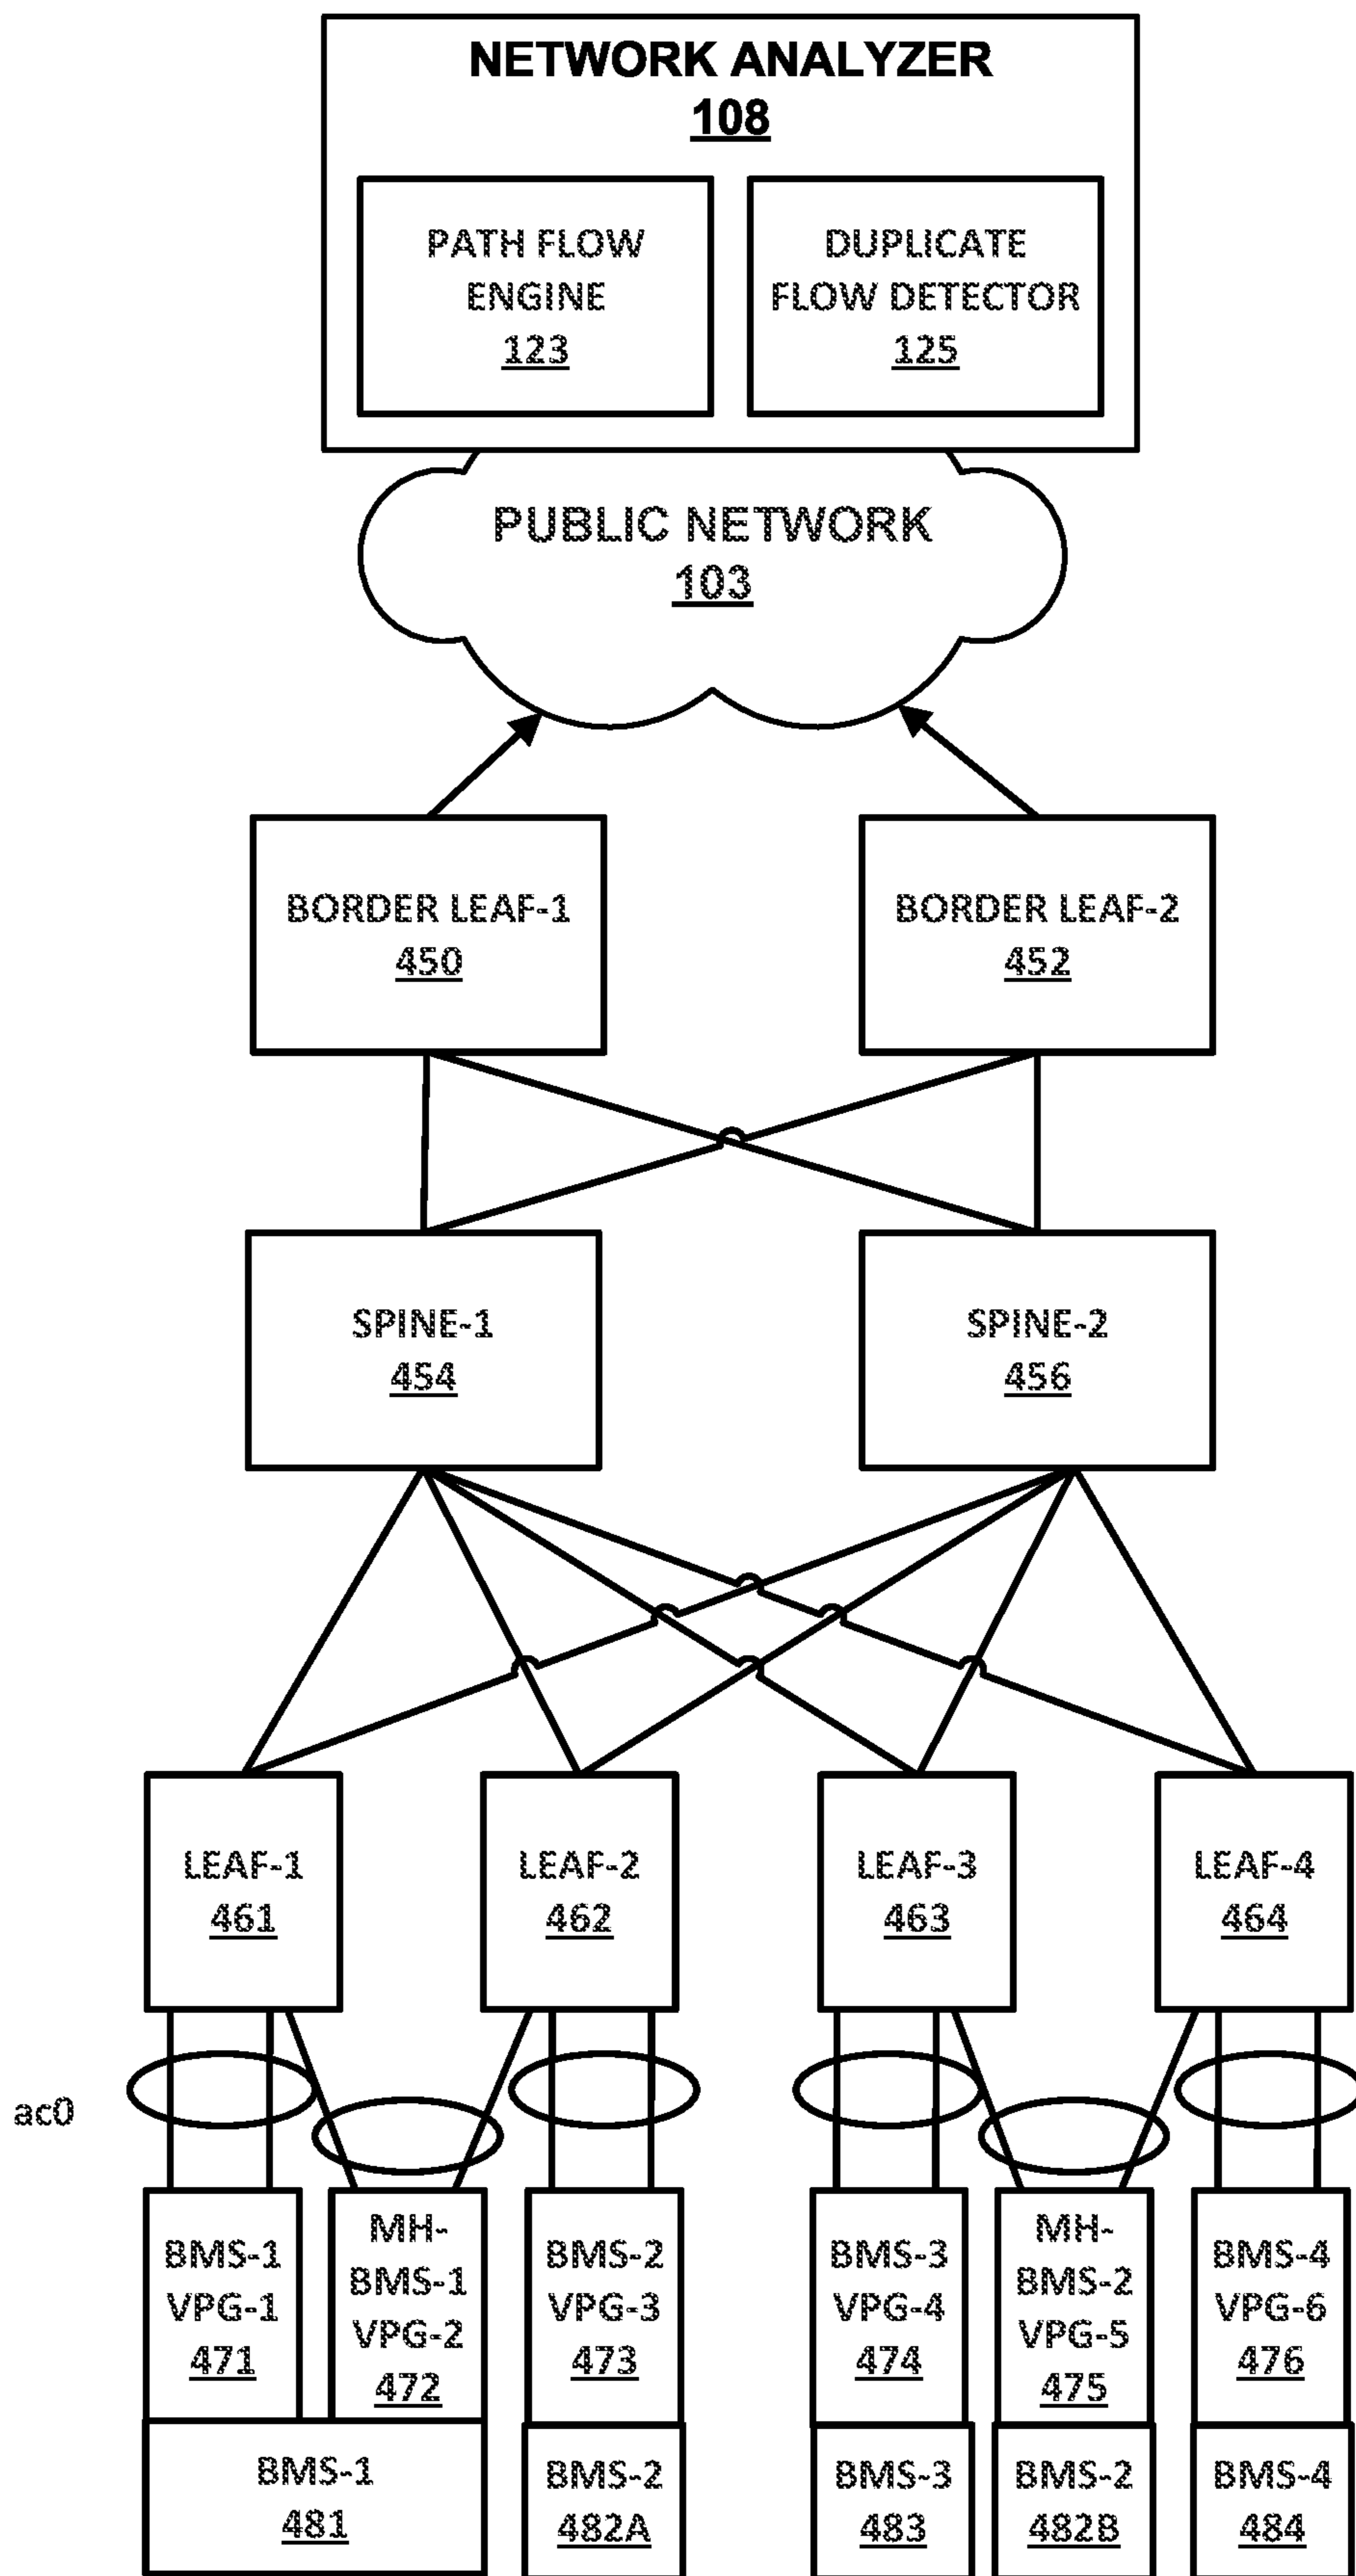 NETWORK ANALYZER
108
PATH FLOW
ENGINE
123
DUPLICATE
FLOW DETECTOR
125
PUBLIC NETWORK
103
BORDER LEAF-1
450
BORDER LEAF-2
452
SPINE-1
454
SPINE-2
456
LEAF-1
461
LEAF-2
462
LEAF-3
463
LEAF-4
464
ac0
BMS-1
VPG-1
471
MH-
BMS-1
VPG-2
472
BMS-2
VPG-3
473
BMS-3
VPG-4
474
MH-
BMS-2
VPG-5
475
BMS-4
VPG-6
476
BMS-1
481
BMS-2
482A
BMS-3
483
BMS-2
482B
BMS-4
484